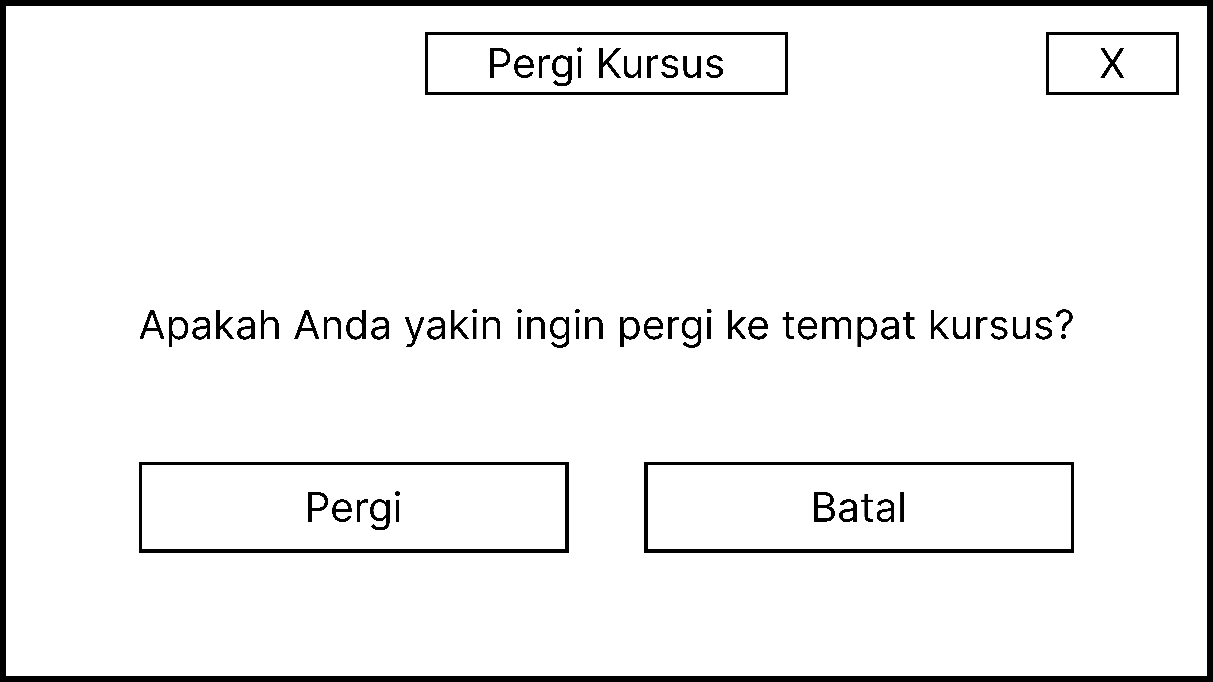 Pergi Kursus
X
Apakah Anda yakin ingin pergi ke tempat kursus?
Pergi
Batal